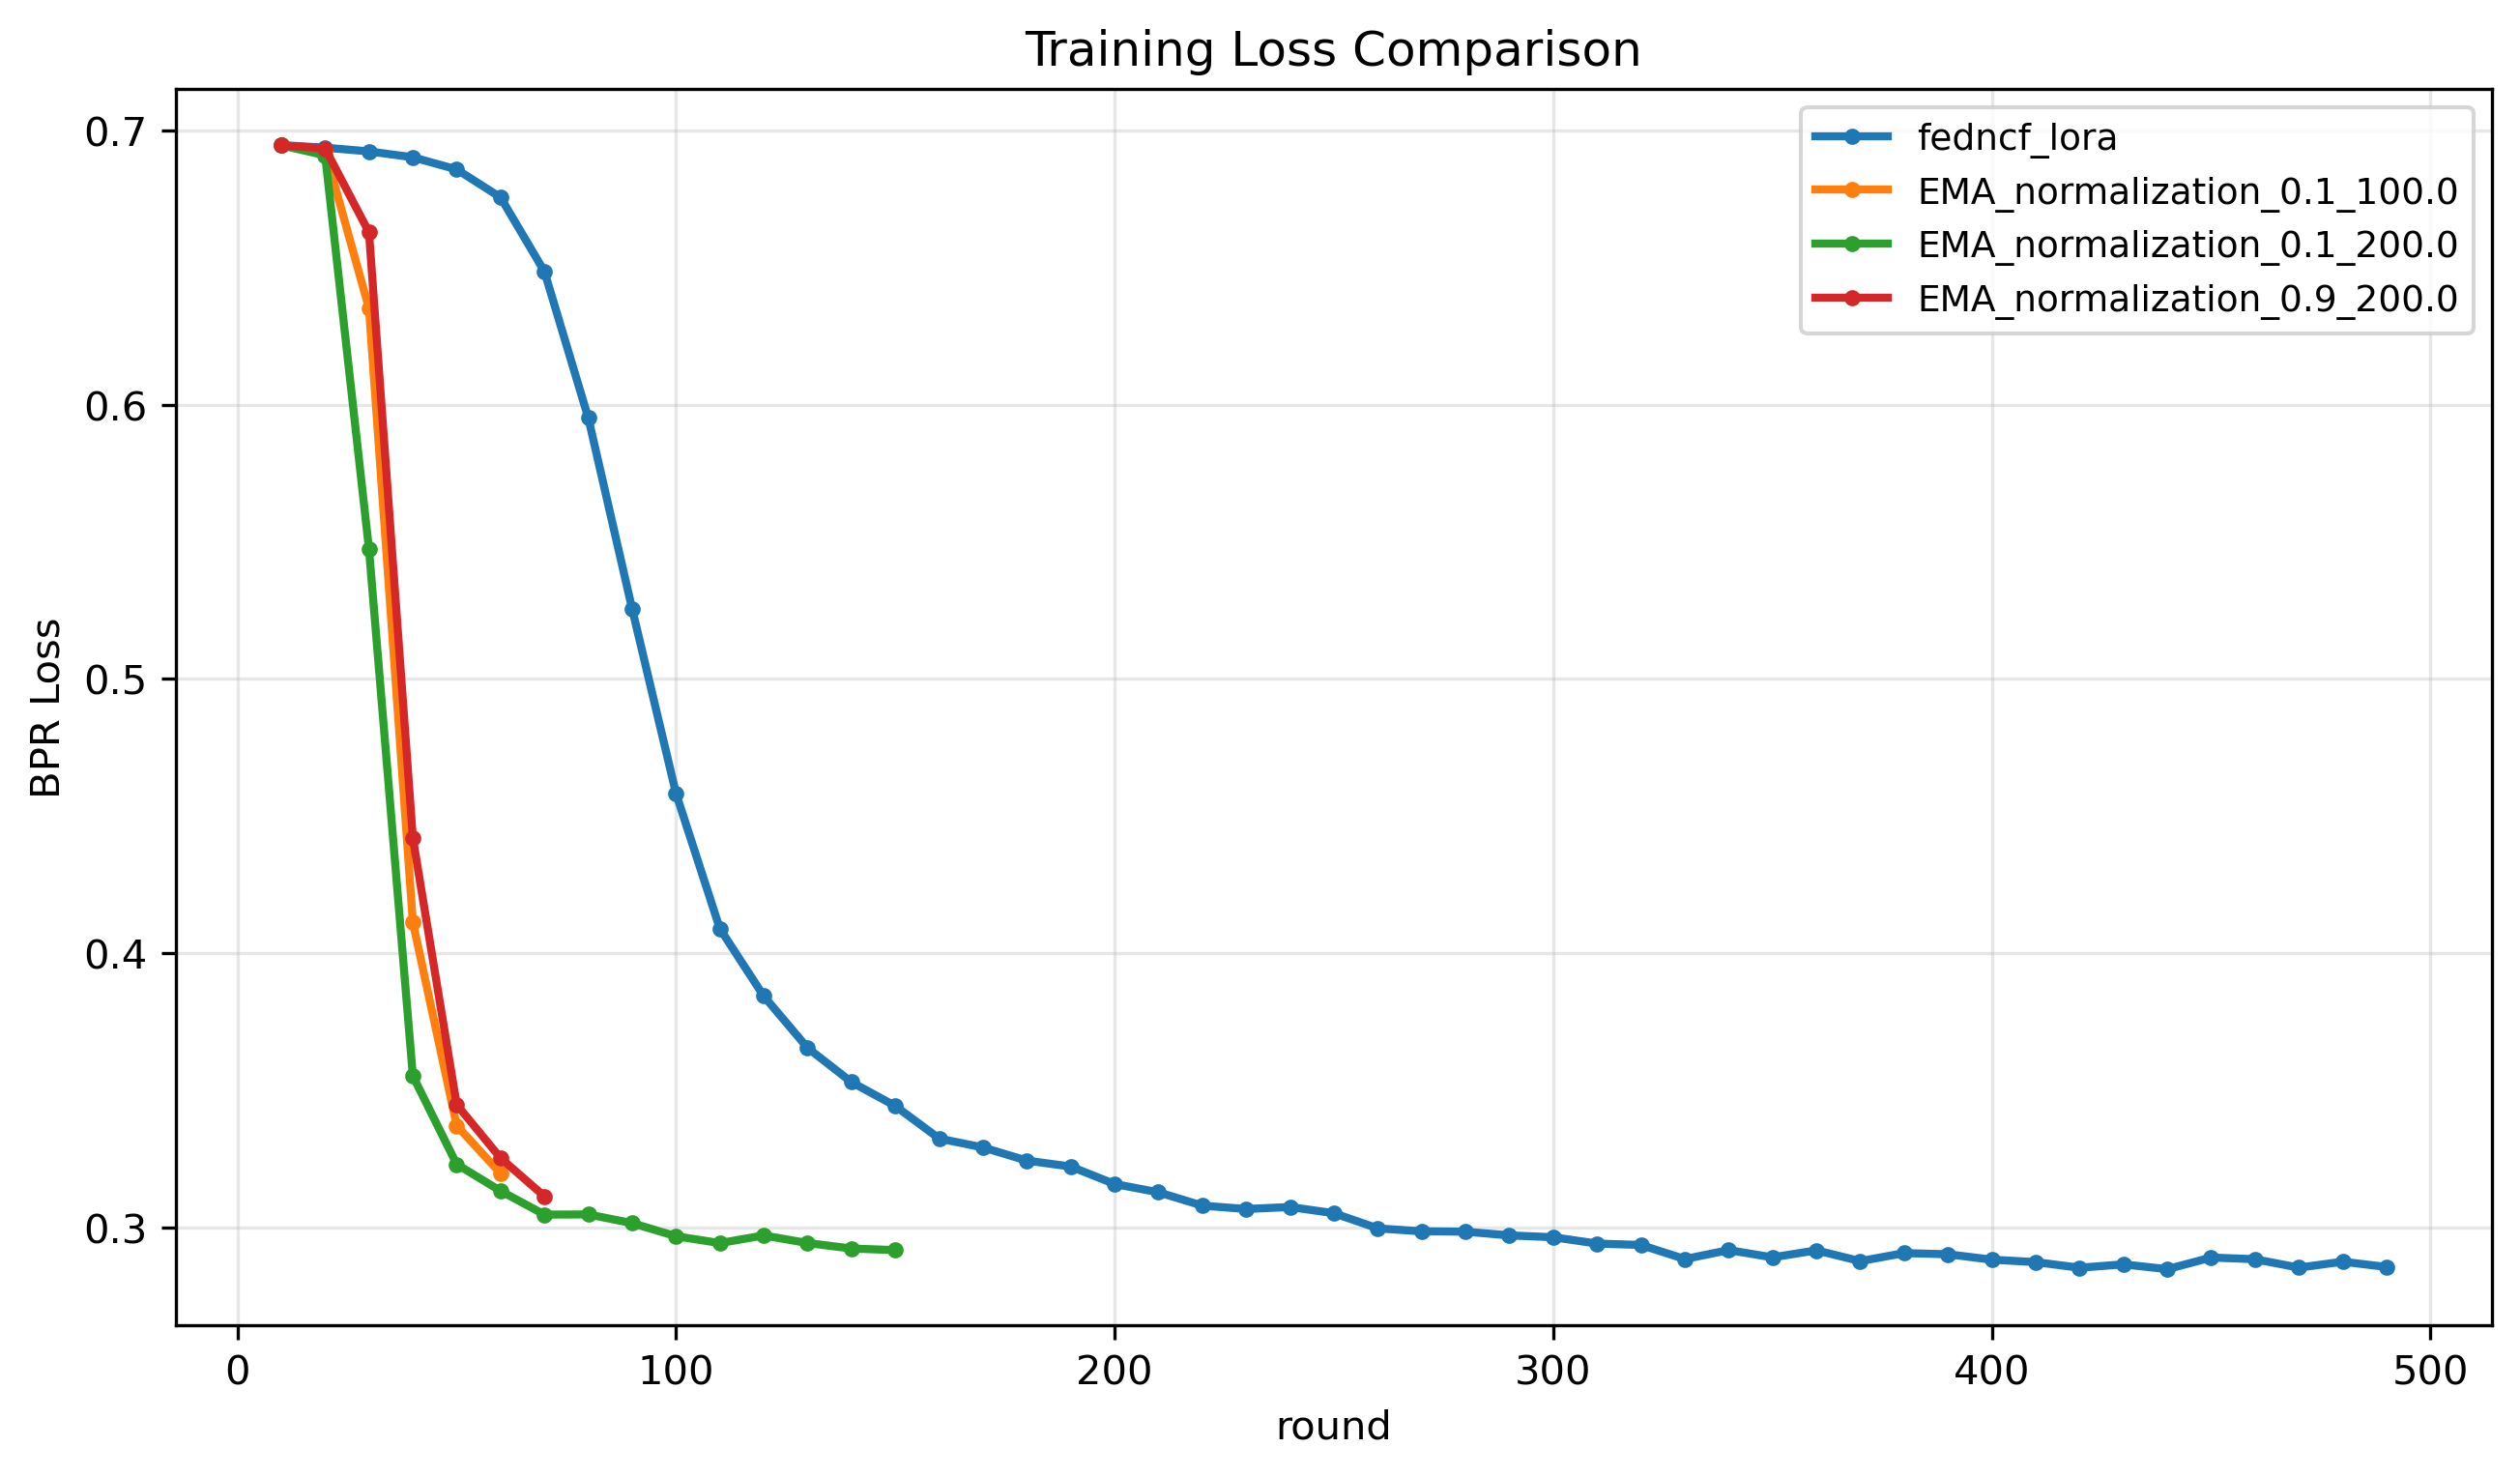 Training Loss Comparison
fedncf_lora
EMA_normalization_0.1_100.0
EMA_normalization_0.1_200.0
EMA_normalization_0.9_200.0
0.7
0.6
0.5
0.4
0.3
BPR Loss
0 100 200 300 400 500
round